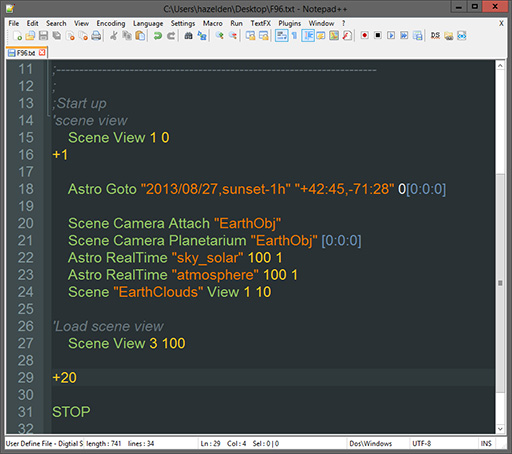 C:\Users\hazelden\Desktop\F96.txt - Notepad++
File Edit Search View Encoding Language Settings Macro Run TextFX Plugins Window ?
F96.txt
11 ;--------------------------------------------------------------------
12 ;
13 ;Start up
14 'scene view
15 Scene View 1 0
16 +1
17
18 Astro Goto "2013/08/27,sunset-1h" "+42:45,-71:28" 0[0:0:0]
19
20 Scene Camera Attach "EarthObj"
21 Scene Camera Planetarium "EarthObj" [0:0:0]
22 Astro RealTime "sky_solar" 100 1
23 Astro RealTime "atmosphere" 100 1
24 Scene "EarthClouds" View 1 10
25
26 'Load scene view
27 Scene View 3 100
28
29 +20
30
31 STOP
32
User Define File - Digtial S length : 741 lines : 34 Ln : 29 Col : 4 Sel : 0 | 0 Dos\Windows UTF-8 INS